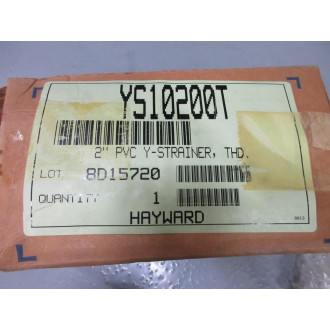 YS10200T
2" PVC Y-STRAINER, THD.
LOT 8D15720
QUANTITY 1
HAYWARD